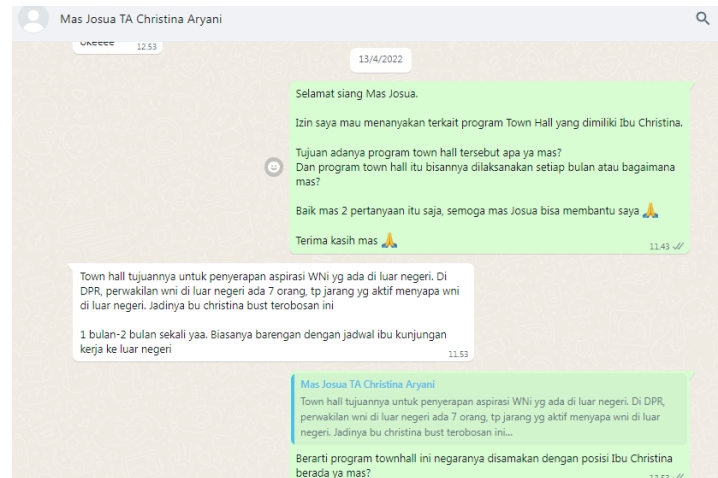 Mas Josua TA Christina Aryani
Okeeee 12.53
13/4/2022
Selamat siang Mas Josua.
Izin saya mau menanyakan terkait program Town Hall yang dimiliki Ibu Christina.
Tujuan adanya program town hall tersebut apa ya mas?
Dan program town hall itu bisannya dilaksanakan setiap bulan atau bagaimana
mas?
Baik mas 2 pertanyaan itu saja, semoga mas Josua bisa membantu saya 🙏
Terima kasih mas 🙏
11.43
Town hall tujuannya untuk penyerapan aspirasi WNi yg ada di luar negeri. Di
DPR, perwakilan wni di luar negeri ada 7 orang, tp jarang yg aktif menyapa wni
di luar negeri. Jadinya bu christina bust terobosan ini
1 bulan-2 bulan sekali yaa. Biasanya barengan dengan jadwal ibu kunjungan
kerja ke luar negeri
11.53
Mas Josua TA Christina Aryani
Town hall tujuannya untuk penyerapan aspirasi WNi yg ada di luar negeri. Di DPR,
perwakilan wni di luar negeri ada 7 orang, tp jarang yg aktif menyapa wni di
luar negeri. Jadinya bu christina bust terobosan ini...
Berarti program townhall ini negaranya disamakan dengan posisi Ibu Christina
berada ya mas?
13.53